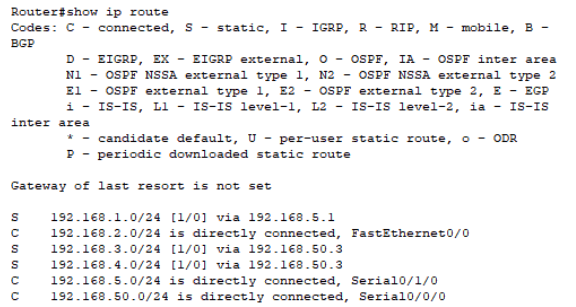 Router#show ip route
Codes: C - connected, S - static, I - IGRP, R - RIP, M - mobile, B -
BGP
       D - EIGRP, EX - EIGRP external, O - OSPF, IA - OSPF inter area
       N1 - OSPF NSSA external type 1, N2 - OSPF NSSA external type 2
       E1 - OSPF external type 1, E2 - OSPF external type 2, E - EGP
       i - IS-IS, L1 - IS-IS level-1, L2 - IS-IS level-2, ia - IS-IS
inter area
       * - candidate default, U - per-user static route, o - ODR
       P - periodic downloaded static route

Gateway of last resort is not set

S    192.168.1.0/24 [1/0] via 192.168.5.1
C    192.168.2.0/24 is directly connected, FastEthernet0/0
S    192.168.3.0/24 [1/0] via 192.168.50.3
S    192.168.4.0/24 [1/0] via 192.168.50.3
C    192.168.5.0/24 is directly connected, Serial0/1/0
C    192.168.50.0/24 is directly connected, Serial0/0/0